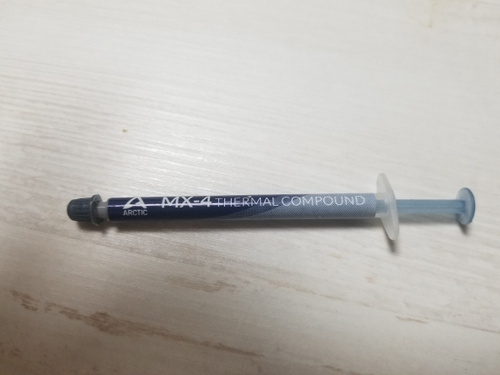 ARCTIC
MX-4 THERMAL COMPOUND